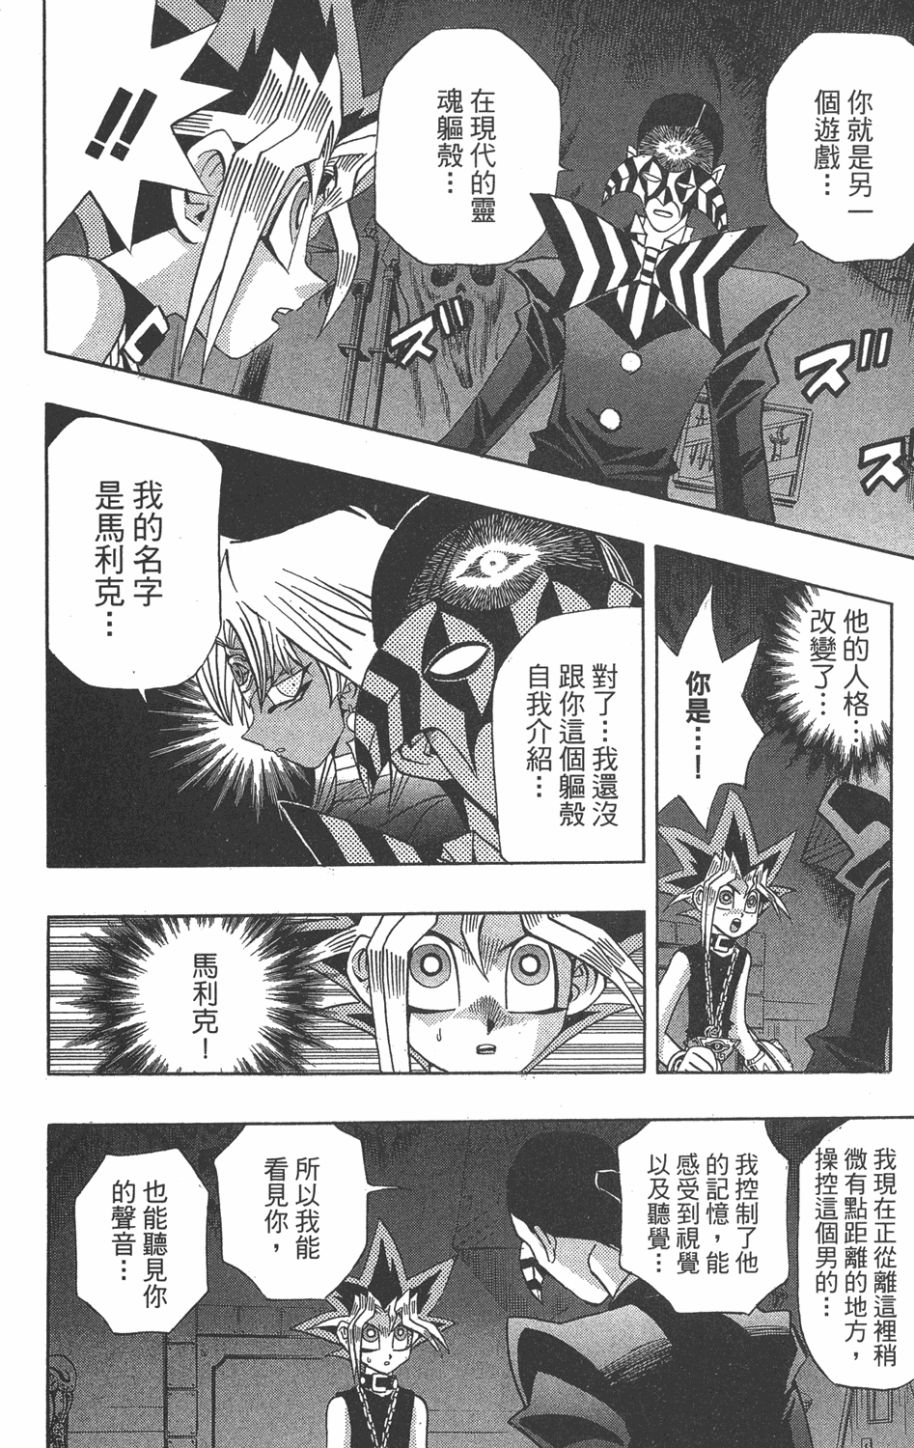 你就是另一
個遊戲…
在現代的靈
魂軀殼…
!!
ズ
ズ
ズ
他的人格…
改變了…
你是…！
對了…我還沒
跟你這個軀殼
自我介紹…
我的名字
是馬利克…
馬利克！
我現在正從離這裡稍
微有點距離的地方，
操控這個男的…
我控制了他
的記憶，能
感受到視覺
以及聽覺…
所以我能
看見你，
也能聽見你
的聲音…